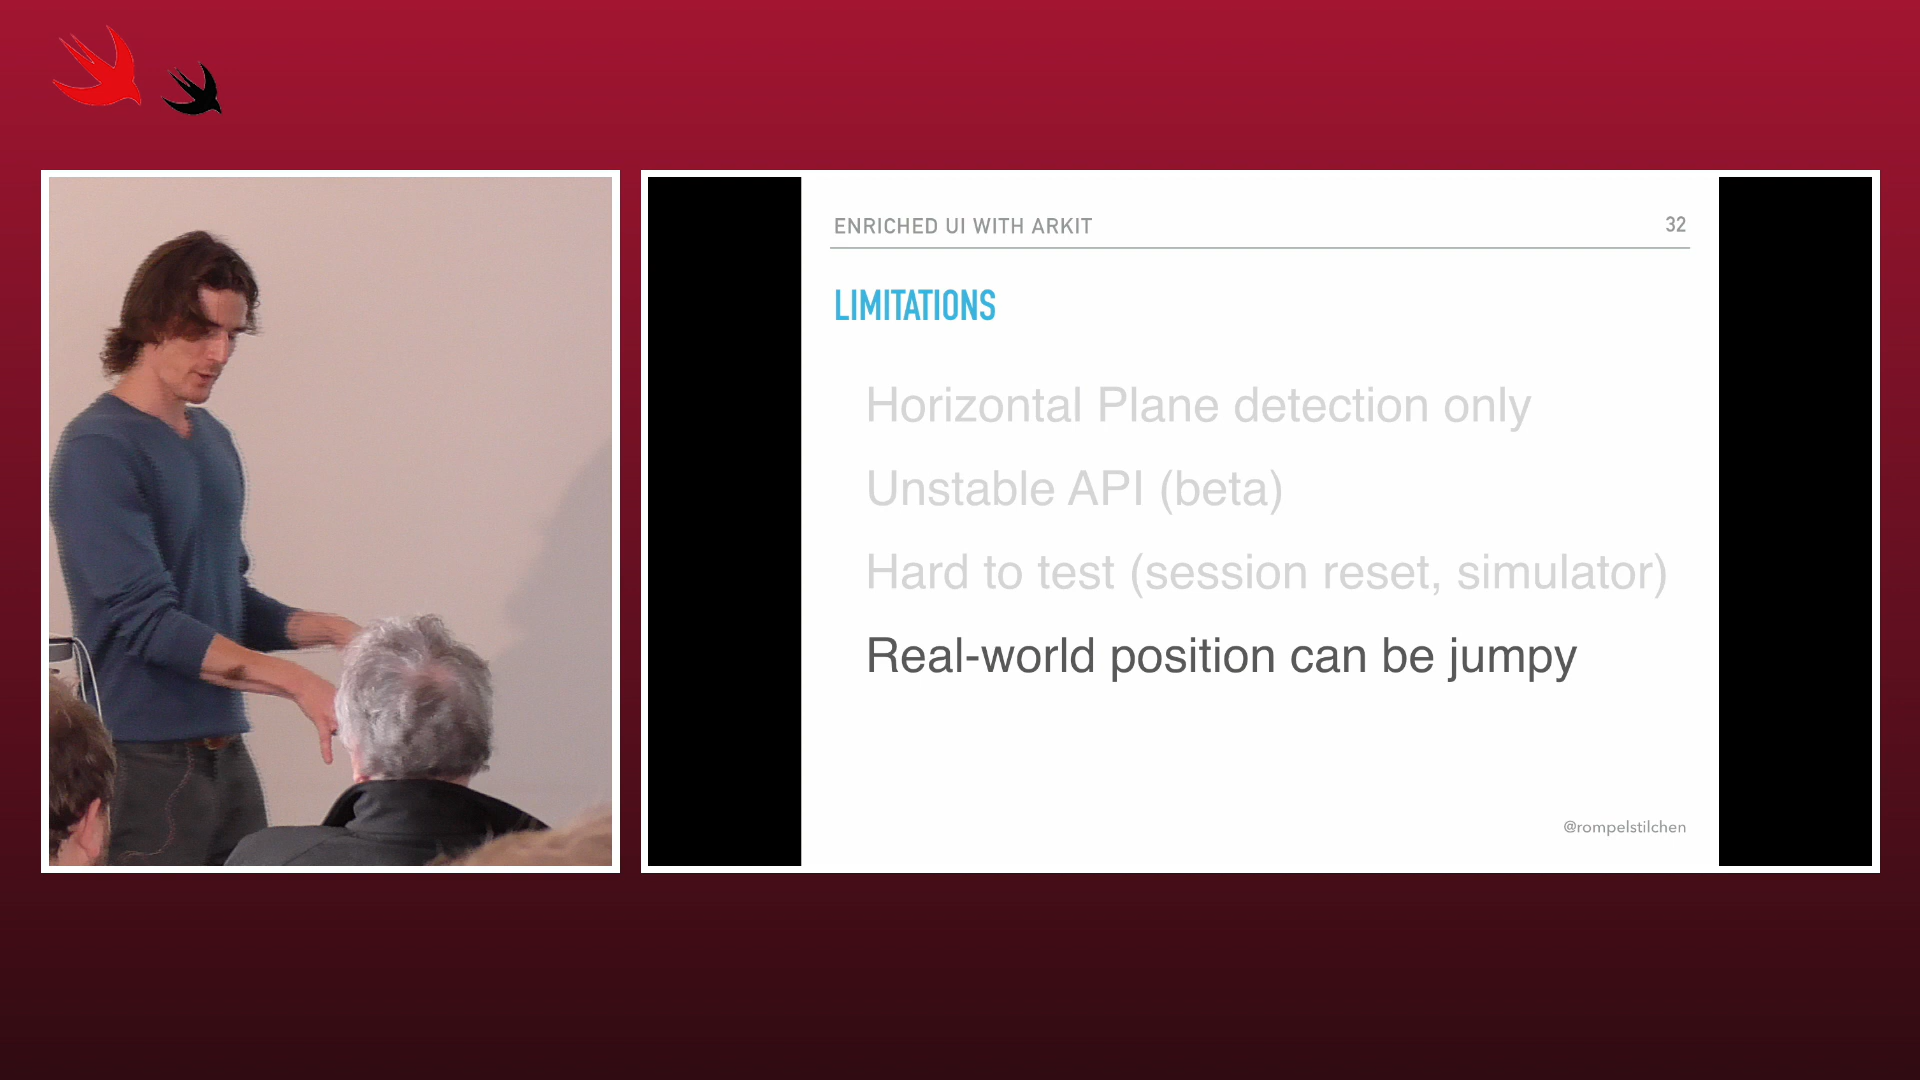 ENRICHED UI WITH ARKIT
32
LIMITATIONS
Horizontal Plane detection only
Unstable API (beta)
Hard to test (session reset, simulator)
Real-world position can be jumpy
@rompelstilchen